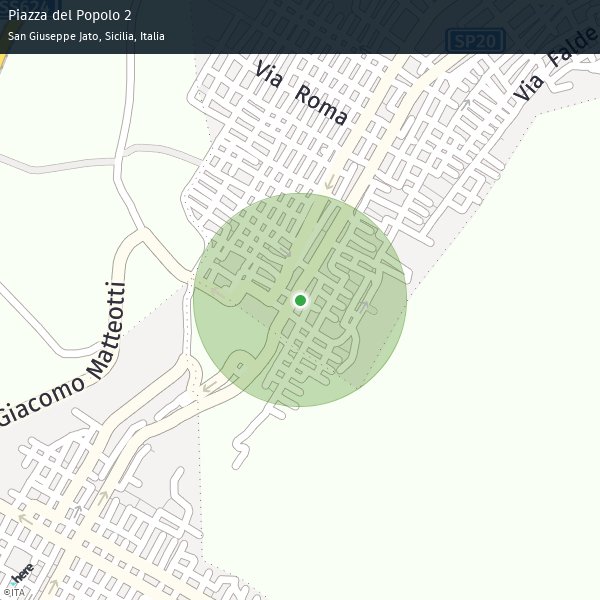 Piazza del Popolo 2
San Giuseppe Jato, Sicilia, Italia
SP20
Via Falde
Via Roma
Giacomo Matteotti
here
©ITA